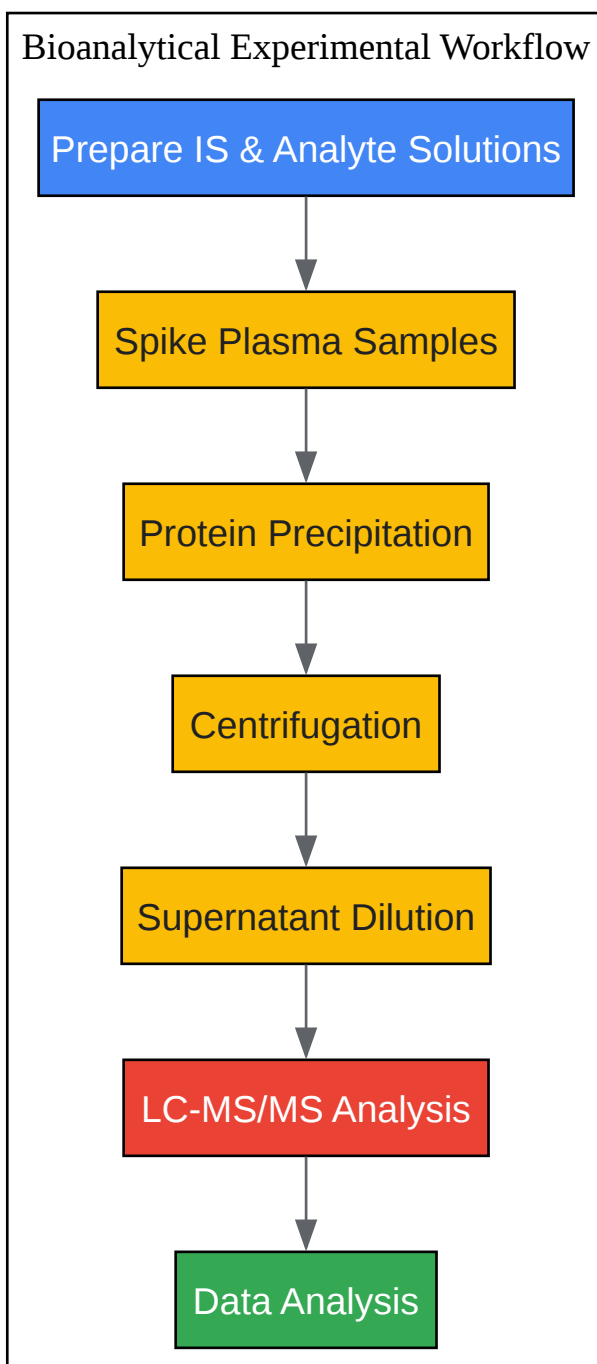 Bioanalytical Experimental Workflow
Prepare IS & Analyte Solutions
Spike Plasma Samples
Protein Precipitation
Centrifugation
Supernatant Dilution
LC-MS/MS Analysis
Data Analysis